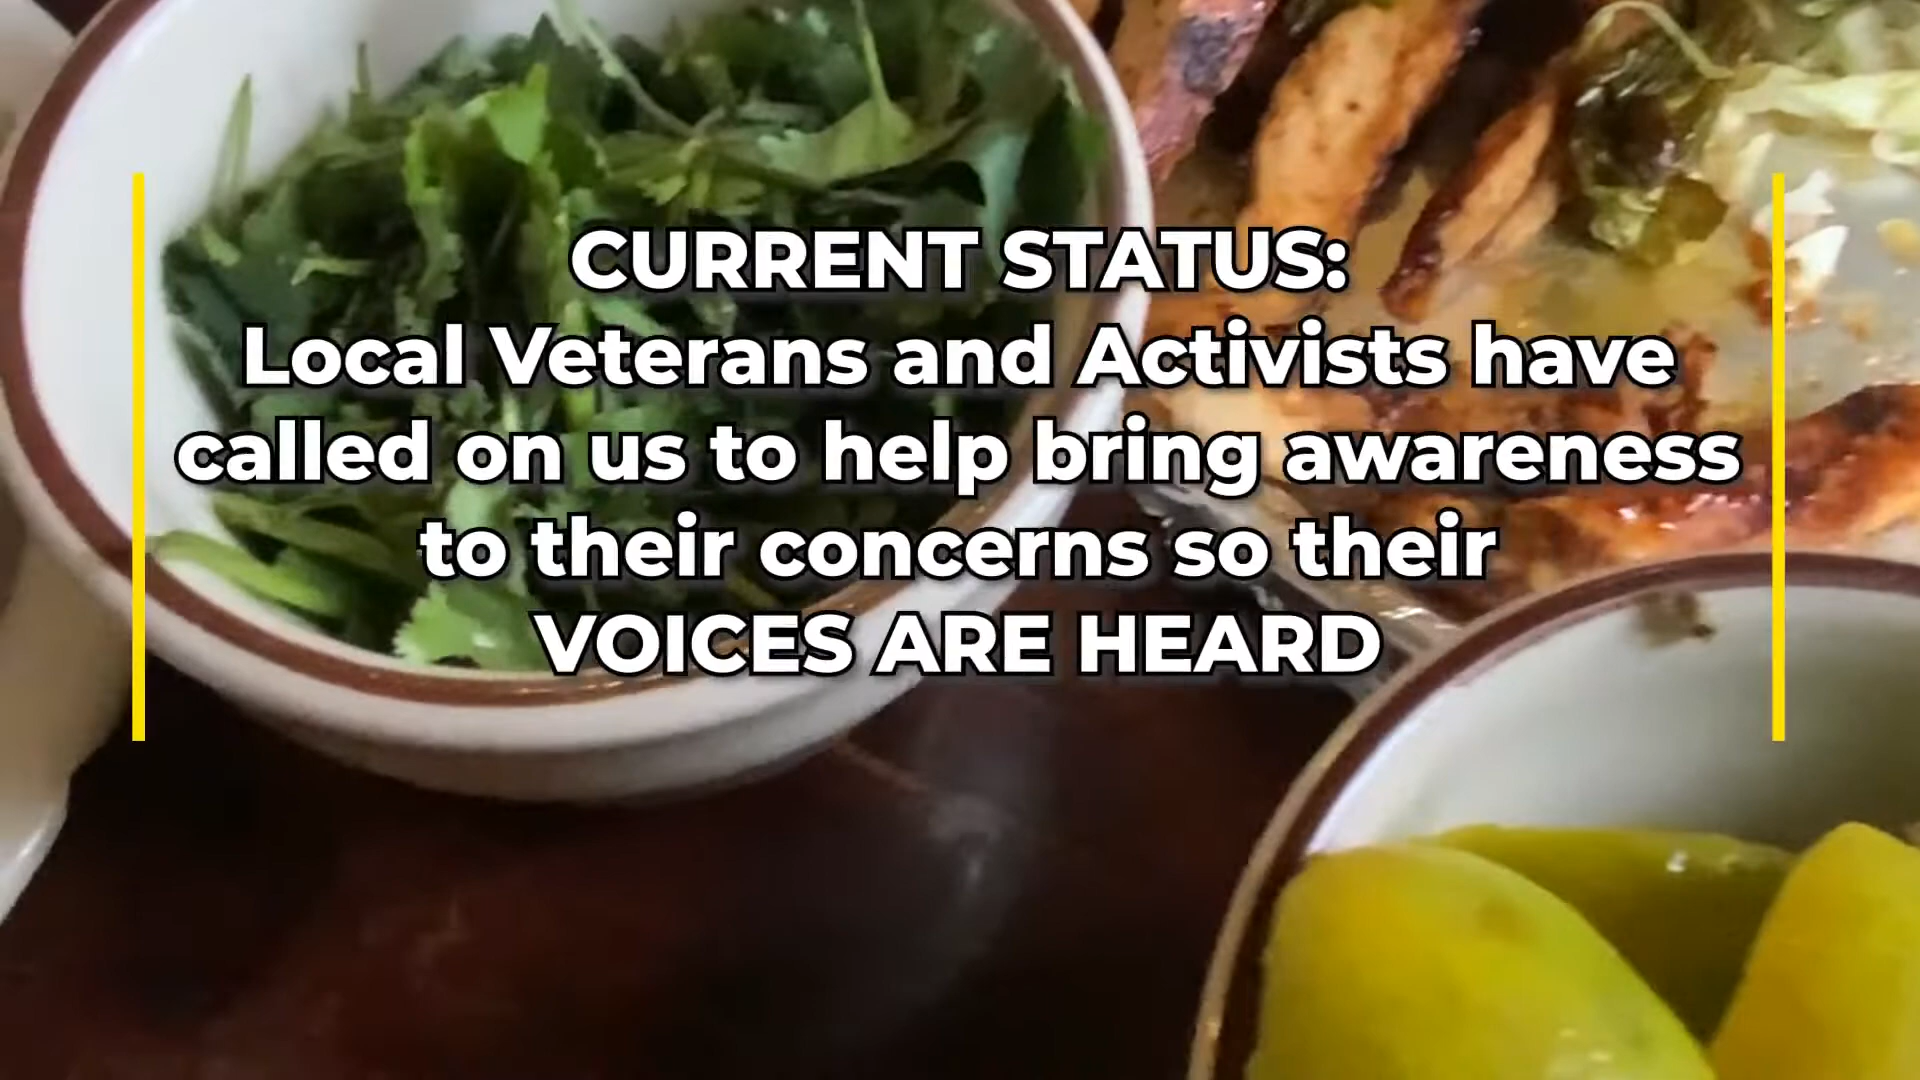 CURRENT STATUS:
Local Veterans and Activists have
called on us to help bring awareness
to their concerns so their
VOICES ARE HEARD